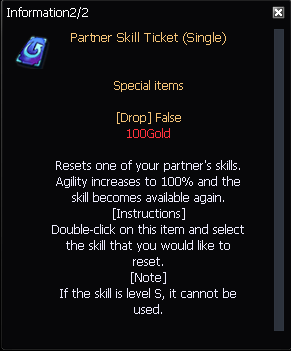 Information2/2
Partner Skill Ticket (Single)
Special items
[Drop] False
100Gold
Resets one of your partner's skills.
Agility increases to 100% and the
skill becomes available again.
[Instructions]
Double-click on this item and select
the skill that you would like to
reset.
[Note]
If the skill is level S, it cannot be
used.